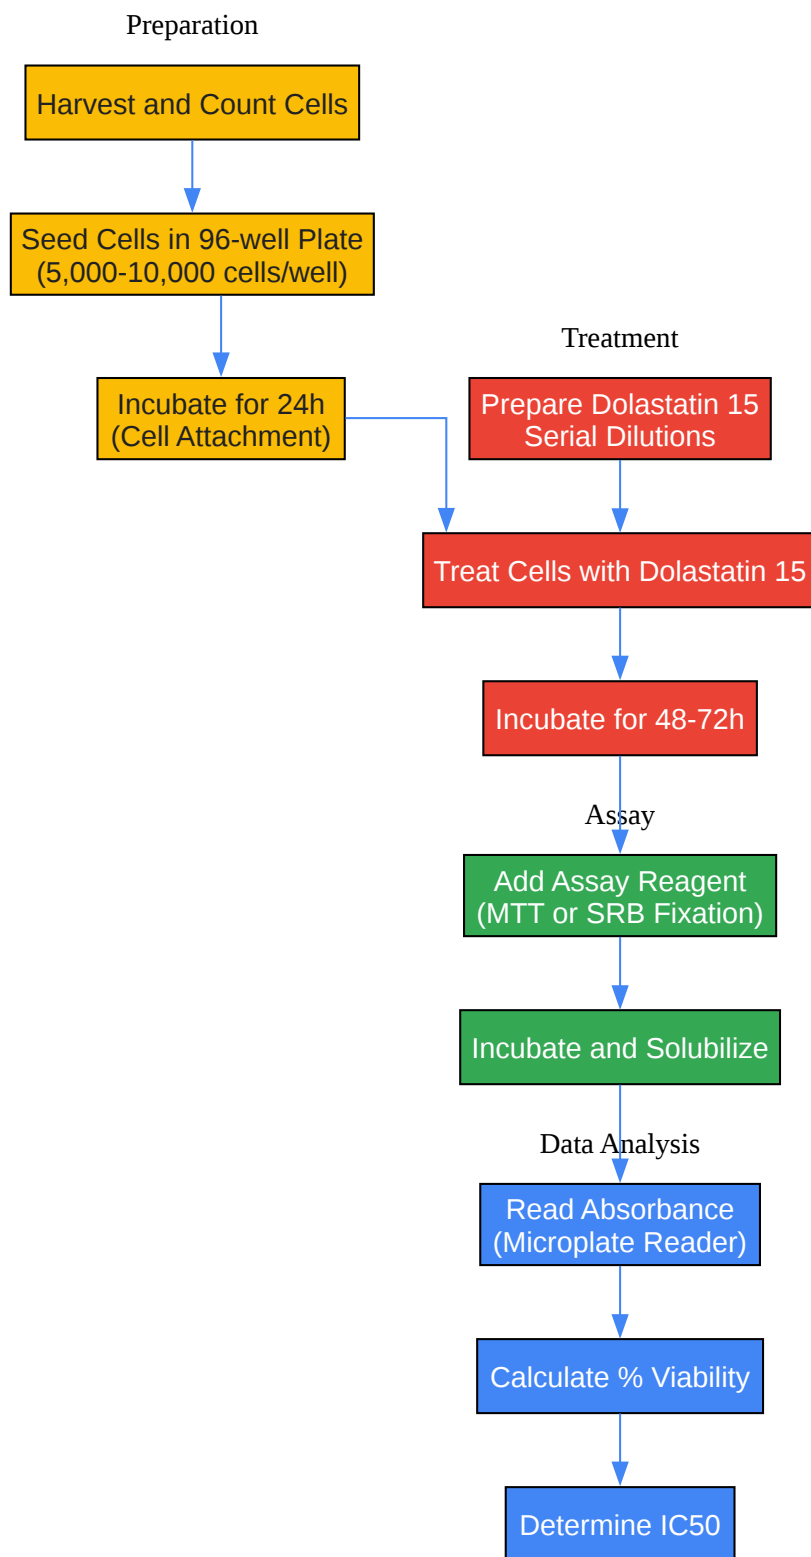 Preparation
Harvest and Count Cells
Seed Cells in 96-well Plate
(5,000-10,000 cells/well)
Incubate for 24h
(Cell Attachment)
Treatment
Prepare Dolastatin 15
Serial Dilutions
Treat Cells with Dolastatin 15
Incubate for 48-72h
Assay
Add Assay Reagent
(MTT or SRB Fixation)
Incubate and Solubilize
Data Analysis
Read Absorbance
(Microplate Reader)
Calculate % Viability
Determine IC50